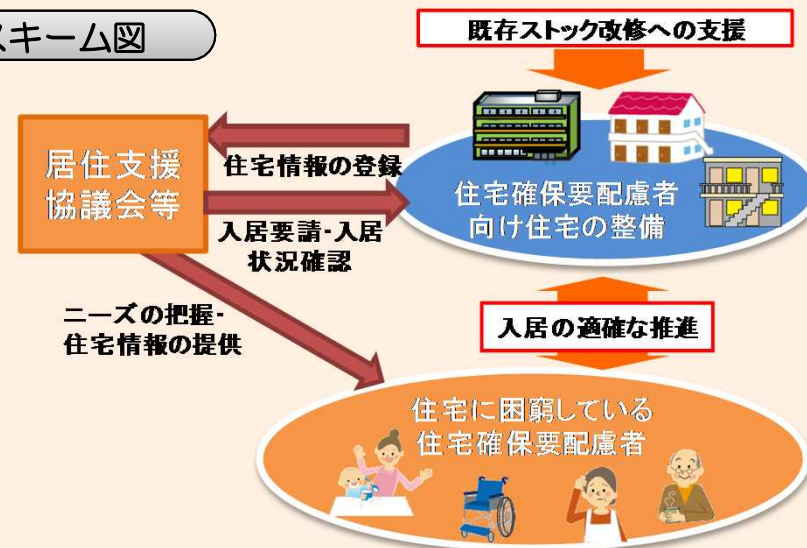 スキーム図
既存ストック改修への支援
居住支援
協議会等
住宅情報の登録
入居要請・入居
状況確認
住宅確保要配慮者
向け住宅の整備
ニーズの把握・
住宅情報の提供
入居の適確な推進
住宅に困窮している
住宅確保要配慮者